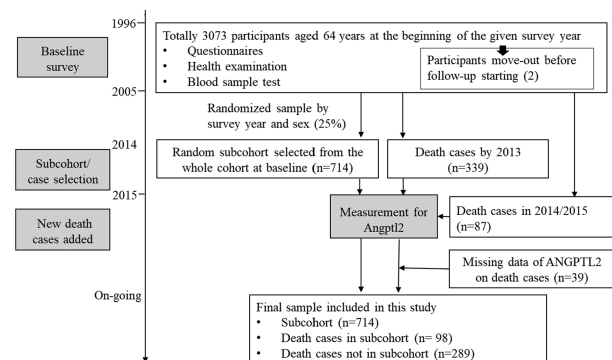 1996
Totally 3073 participants aged 64 years at the beginning of the given survey year
• Questionnaires
• Health examination
• Blood sample test
Participants move-out before
follow-up starting (2)
Baseline
survey
2005
Randomized sample by
survey year and sex (25%)
2014
Random subcohort selected from the
whole cohort at baseline (n=714)
Death cases by 2013
(n=339)
Subcohort/
case selection
2015
Measurement for
Angptl2
Death cases in 2014/2015
(n=87)
New death
cases added
Missing data of ANGPTL2
on death cases (n=39)
On-going
Final sample included in this study
• Subcohort (n=714)
• Death cases in subcohort (n= 98)
• Death cases not in subcohort (n=289)